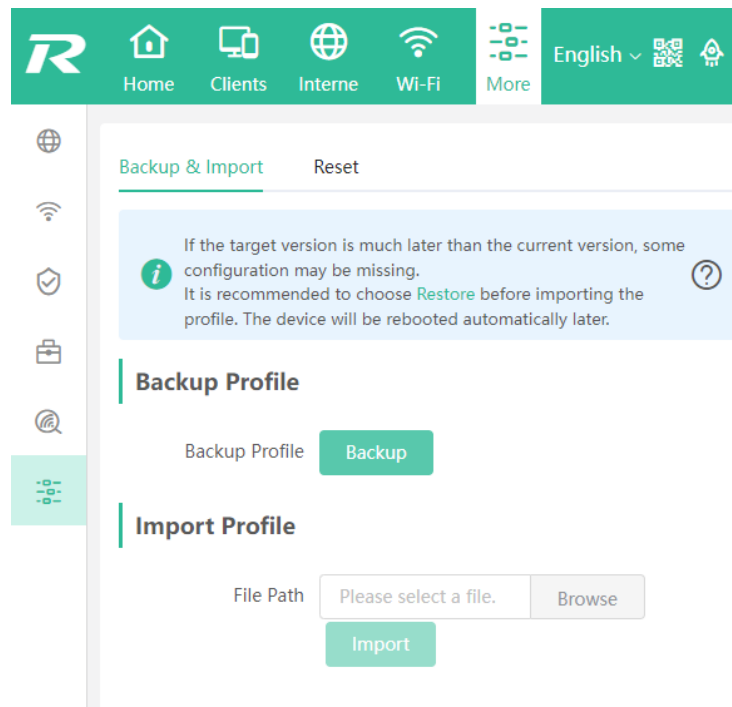 R
Home Clients Interne Wi-Fi More English
Backup & Import Reset
If the target version is much later than the current version, some
configuration may be missing.
It is recommended to choose Restore before importing the
profile. The device will be rebooted automatically later.
Backup Profile
Backup Profile Backup
Import Profile
File Path Please select a file. Browse
Import